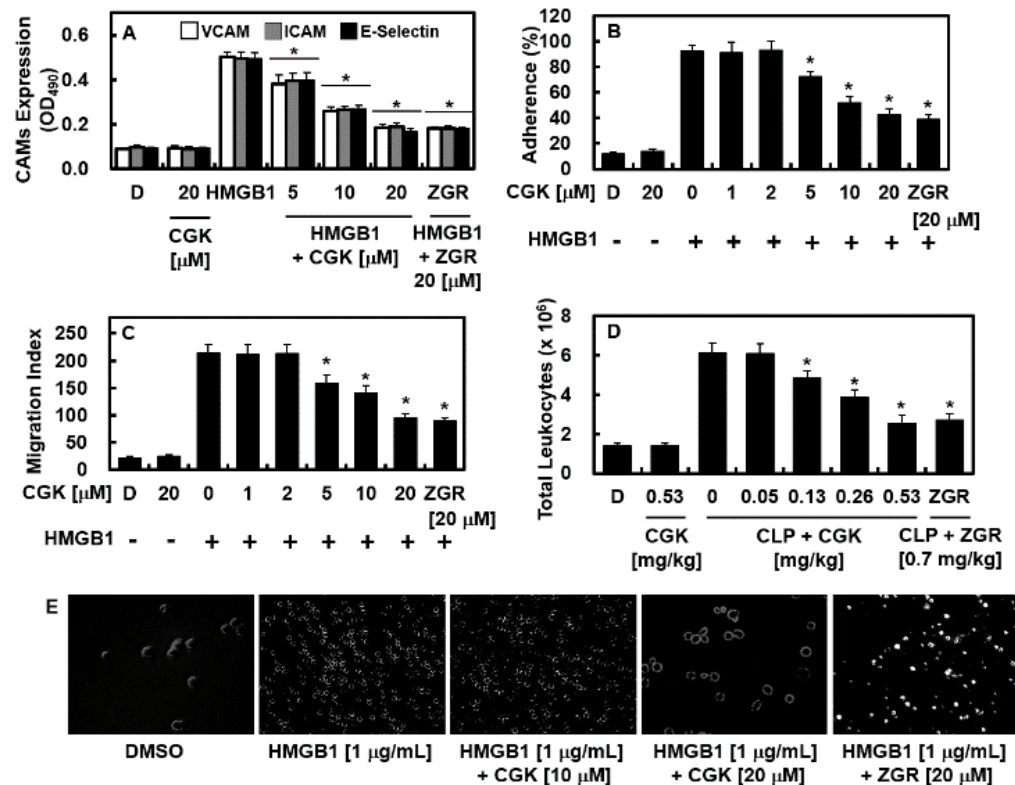 A
VCAM ICAM E-Selectin
CAMs Expression
(OD490)
0.6
0.4
0.2
0.0
* * * *
D 20 HMGB1 5 10 20 ZGR
CGK
[μM]
HMGB1
+ CGK [μM]
HMGB1
+ ZGR
20 [μM]
B
Adherence (%)
120
100
80
60
40
20
0
* * * *
CGK [μM] D 20 0 1 2 5 10 20 ZGR
[20 μM]
HMGB1 - - + + + + + + +
C
Migration Index
250
200
150
100
50
0
* * * *
CGK [μM] D 20 0 1 2 5 10 20 ZGR
[20 μM]
HMGB1 - - + + + + + + +
D
Total Leukocytes (x 10⁶)
8
6
4
2
0
* * * *
D 0.53 0 0.05 0.13 0.26 0.53 ZGR
CGK
[mg/kg]
CLP + CGK
[mg/kg]
CLP + ZGR
[0.7 mg/kg]
E
DMSO
HMGB1 [1 μg/mL]
HMGB1 [1 μg/mL]
+ CGK [10 μM]
HMGB1 [1 μg/mL]
+ CGK [20 μM]
HMGB1 [1 μg/mL]
+ ZGR [20 μM]